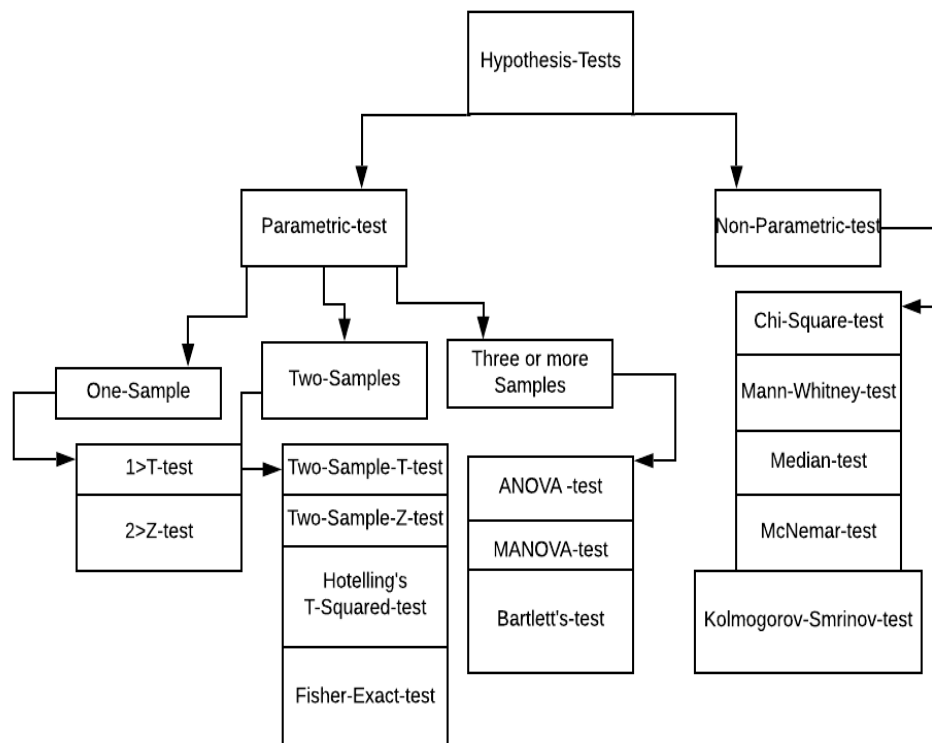 Hypothesis-Tests
Parametric-test
Non-Parametric-test
One-Sample
Two-Samples
Three or more
Samples
1>T-test
2>Z-test
Two-Sample-T-test
Two-Sample-Z-test
Hotelling's
T-Squared-test
Fisher-Exact-test
ANOVA -test
MANOVA-test
Bartlett's-test
Chi-Square-test
Mann-Whitney-test
Median-test
McNemar-test
Kolmogorov-Smrinov-test